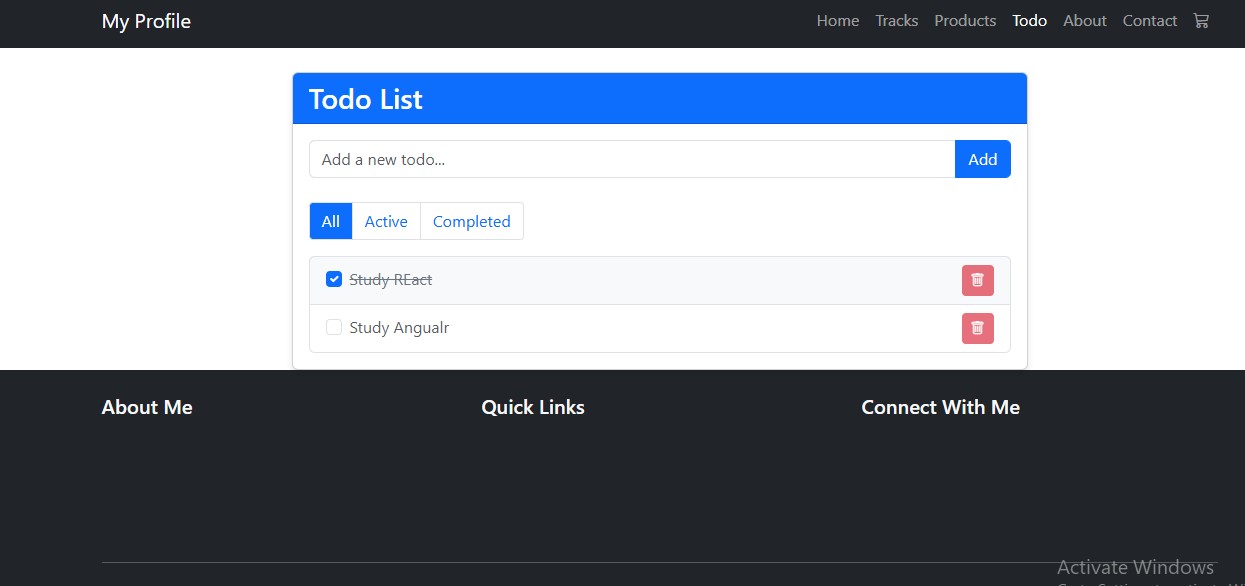 My Profile
Home Tracks Products Todo About Contact
Todo List
Add a new todo...
Add
All Active Completed
Study REact
Study Angualr
About Me Quick Links Connect With Me
Activate Windows